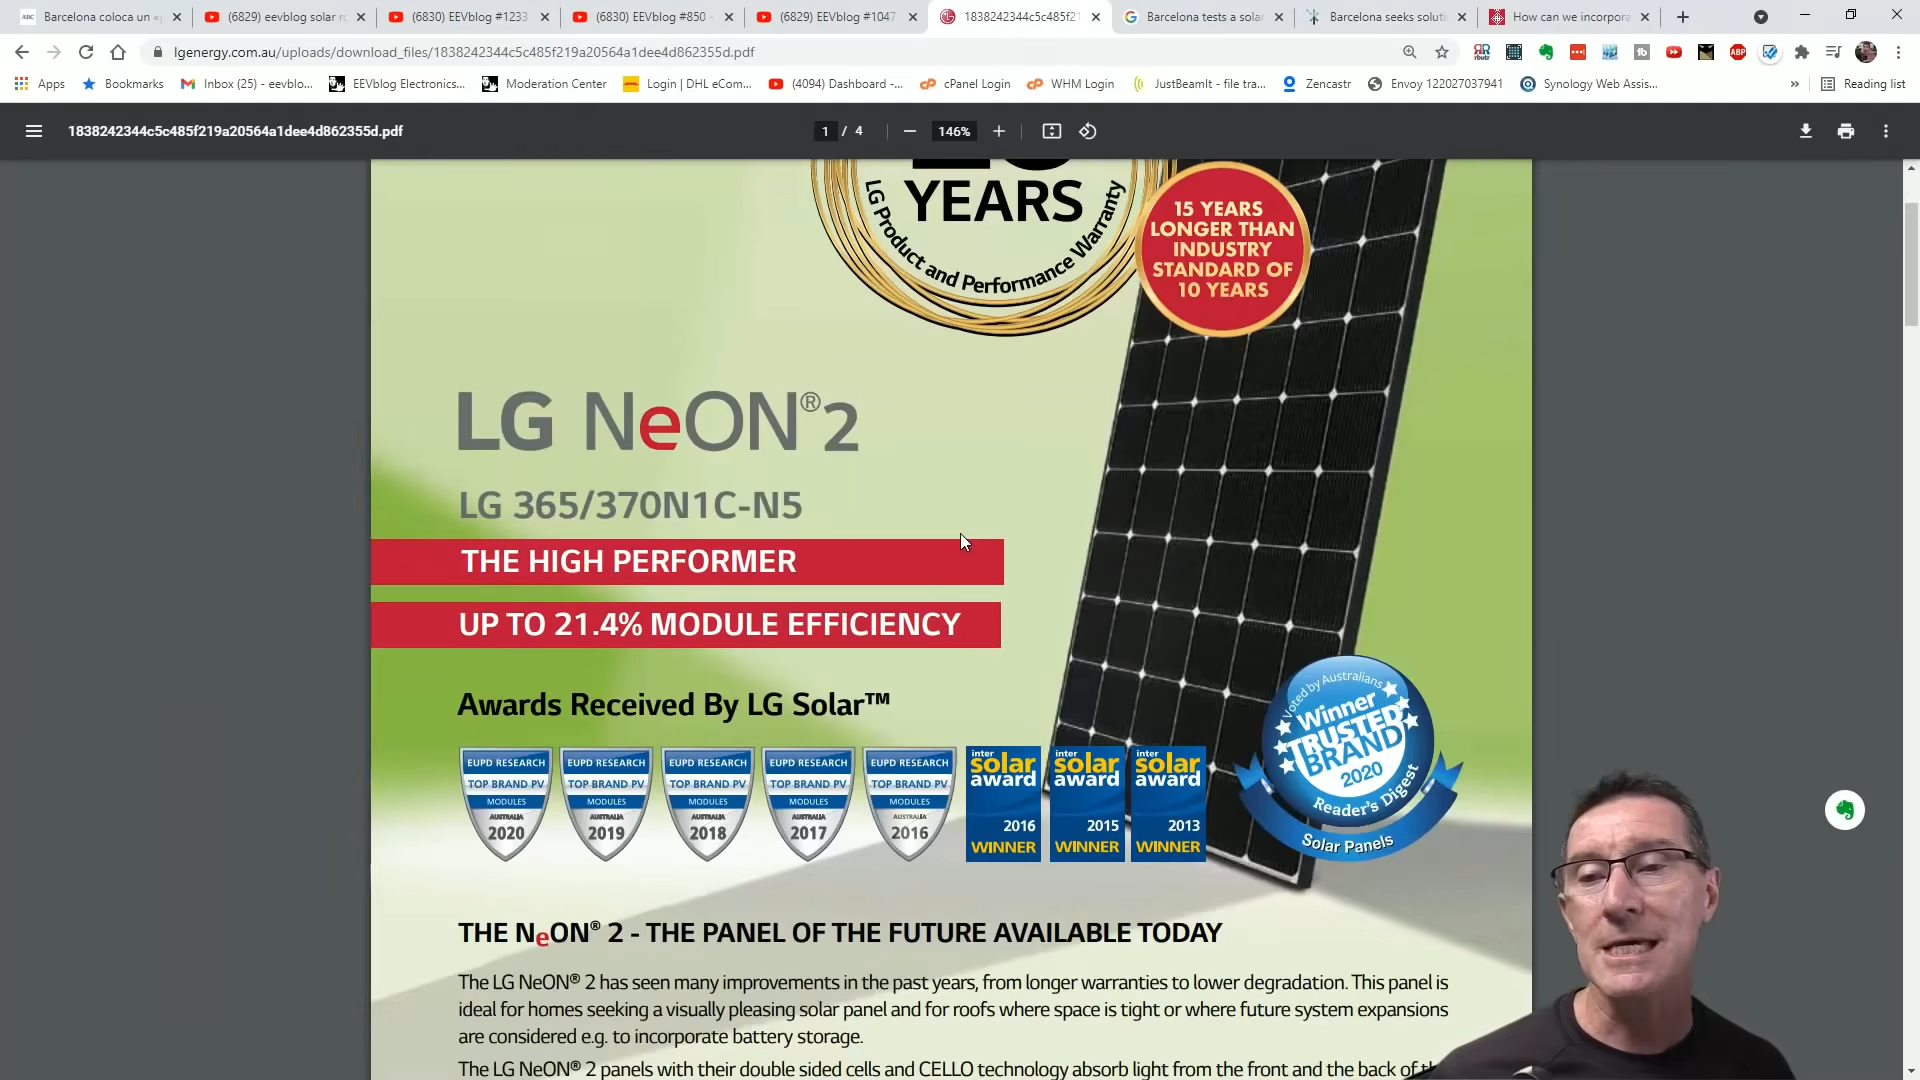 Barcelona coloca un «p
(6829) eevblog solar ro
(6830) EEVblog #1233
(6830) EEVblog #850 -
(6829) EEVblog #1047
1838242344c5c485f21
Barcelona tests a solar
Barcelona seeks soluti
How can we incorpora
lgenergy.com.au/uploads/download_files/1838242344c5c485f219a20564a1dee4d862355d.pdf
Apps
Bookmarks
Inbox (25) - eevblo...
EEVblog Electronics...
Moderation Center
Login | DHL eCom...
(4094) Dashboard -...
cPanel Login
WHM Login
JustBeamIt - file tra...
Zencastr
Envoy 122027037941
Synology Web Assis...
»
Reading list
1838242344c5c485f219a20564a1dee4d862355d.pdf
1 / 4
146%
YEARS
LG Product and Performance Warranty
15 YEARS
LONGER THAN
INDUSTRY
STANDARD OF
10 YEARS
LG NeON®2
LG 365/370N1C-N5
THE HIGH PERFORMER
UP TO 21.4% MODULE EFFICIENCY
Awards Received By LG Solar™
EUPD RESEARCH
TOP BRAND PV
MODULES
AUSTRALIA
2020
EUPD RESEARCH
TOP BRAND PV
MODULES
AUSTRALIA
2019
EUPD RESEARCH
TOP BRAND PV
MODULES
AUSTRALIA
2018
EUPD RESEARCH
TOP BRAND PV
MODULES
AUSTRALIA
2017
EUPD RESEARCH
TOP BRAND PV
MODULES
AUSTRALIA
2016
inter
solar
award
2016
WINNER
inter
solar
award
2015
WINNER
inter
solar
award
2013
WINNER
Voted by Australians
Winner
TRUSTED
BRAND
2020
Reader's Digest
Solar Panels
THE NeON® 2 - THE PANEL OF THE FUTURE AVAILABLE TODAY
The LG NeON® 2 has seen many improvements in the past years, from longer warranties to lower degradation. This panel is
ideal for homes seeking a visually pleasing solar panel and for roofs where space is tight or where future system expansions
are considered e.g. to incorporate battery storage.
The LG NeON® 2 panels with their double sided cells and CELLO technology absorb light from the front and the back of